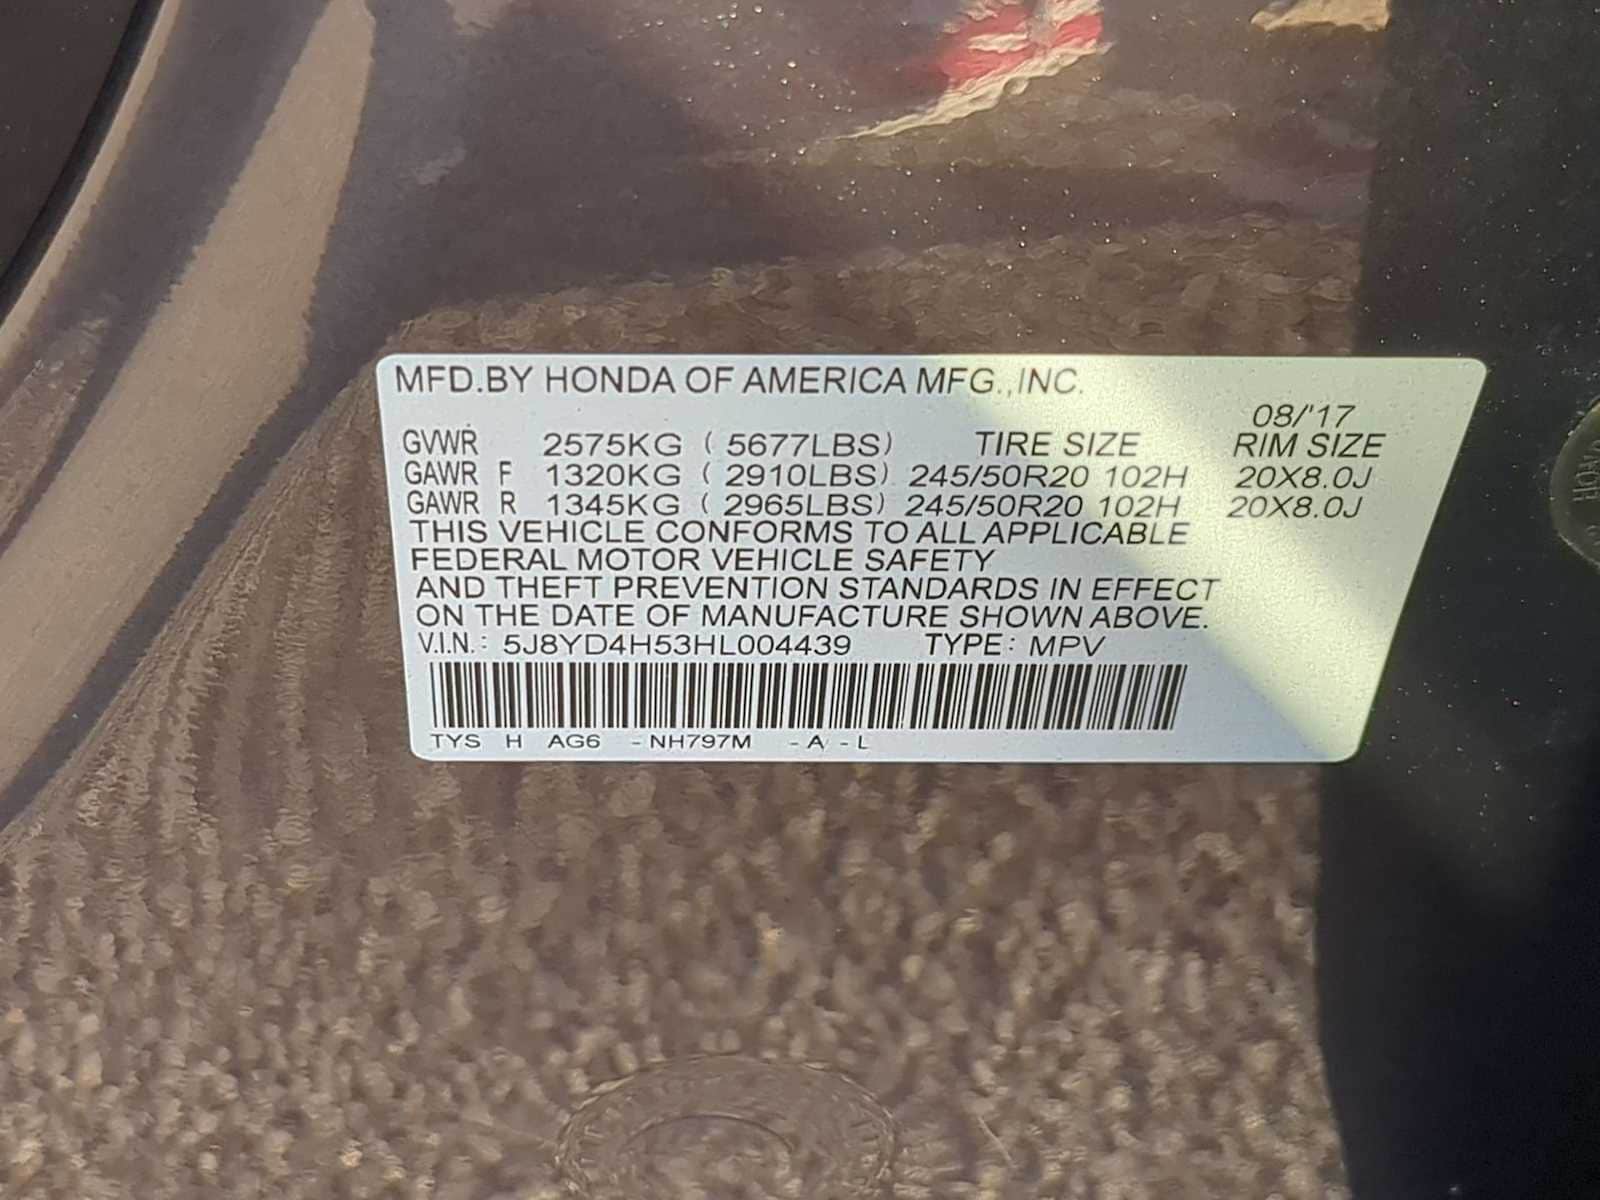 MFD.BY HONDA OF AMERICA MFG.,INC.
08/'17
GVWR 2575KG ( 5677LBS) TIRE SIZE RIM SIZE
GAWR F 1320KG ( 2910LBS) 245/50R20 102H 20X8.0J
GAWR R 1345KG ( 2965LBS) 245/50R20 102H 20X8.0J
THIS VEHICLE CONFORMS TO ALL APPLICABLE
FEDERAL MOTOR VEHICLE SAFETY
AND THEFT PREVENTION STANDARDS IN EFFECT
ON THE DATE OF MANUFACTURE SHOWN ABOVE.
V.I.N.: 5J8YD4H53HL004439 TYPE: MPV
TYS H AG6 -NH797M -A -L